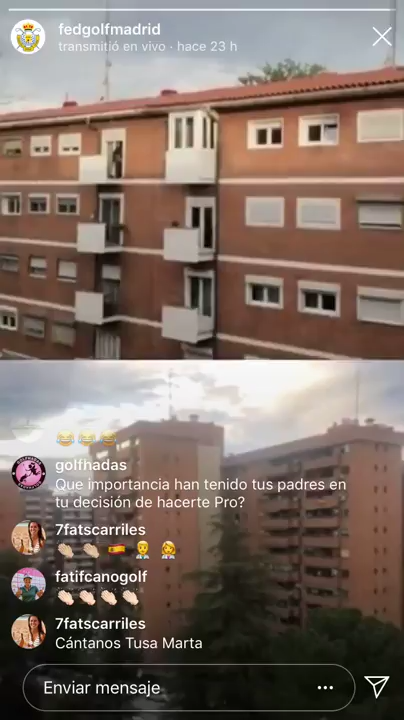 fedgolfmadrid
transmitió en vivo · hace 23 h
😂😂😂
golfhadas
Que importancia han tenido tus padres en
tu decisión de hacerte Pro?
7fatscarriles
👏🏻👏🏻🇪🇸👨‍⚕️👩‍⚕️
fatifcanogolf
👏🏻👏🏻👏🏻👏🏻
7fatscarriles
Cántanos Tusa Marta
Enviar mensaje